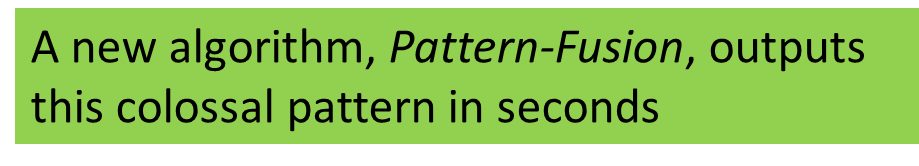 A new algorithm, Pattern-Fusion, outputs
this colossal pattern in seconds